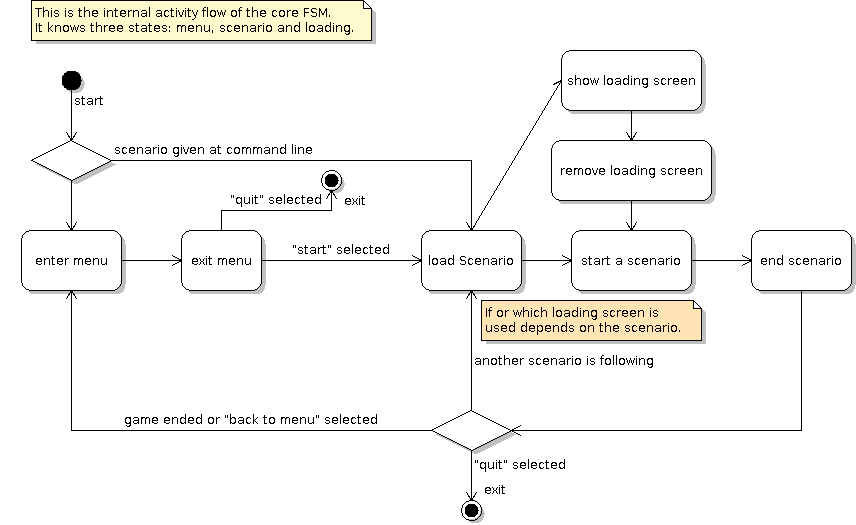 This is the internal activity flow of the core FSM.
It knows three states: menu, scenario and loading.
start
show loading screen
scenario given at command line
remove loading screen
"quit" selected
exit
enter menu
exit menu
"start" selected
load Scenario
start a scenario
end scenario
If or which loading screen is
used depends on the scenario.
another scenario is following
game ended or "back to menu" selected
"quit" selected
exit